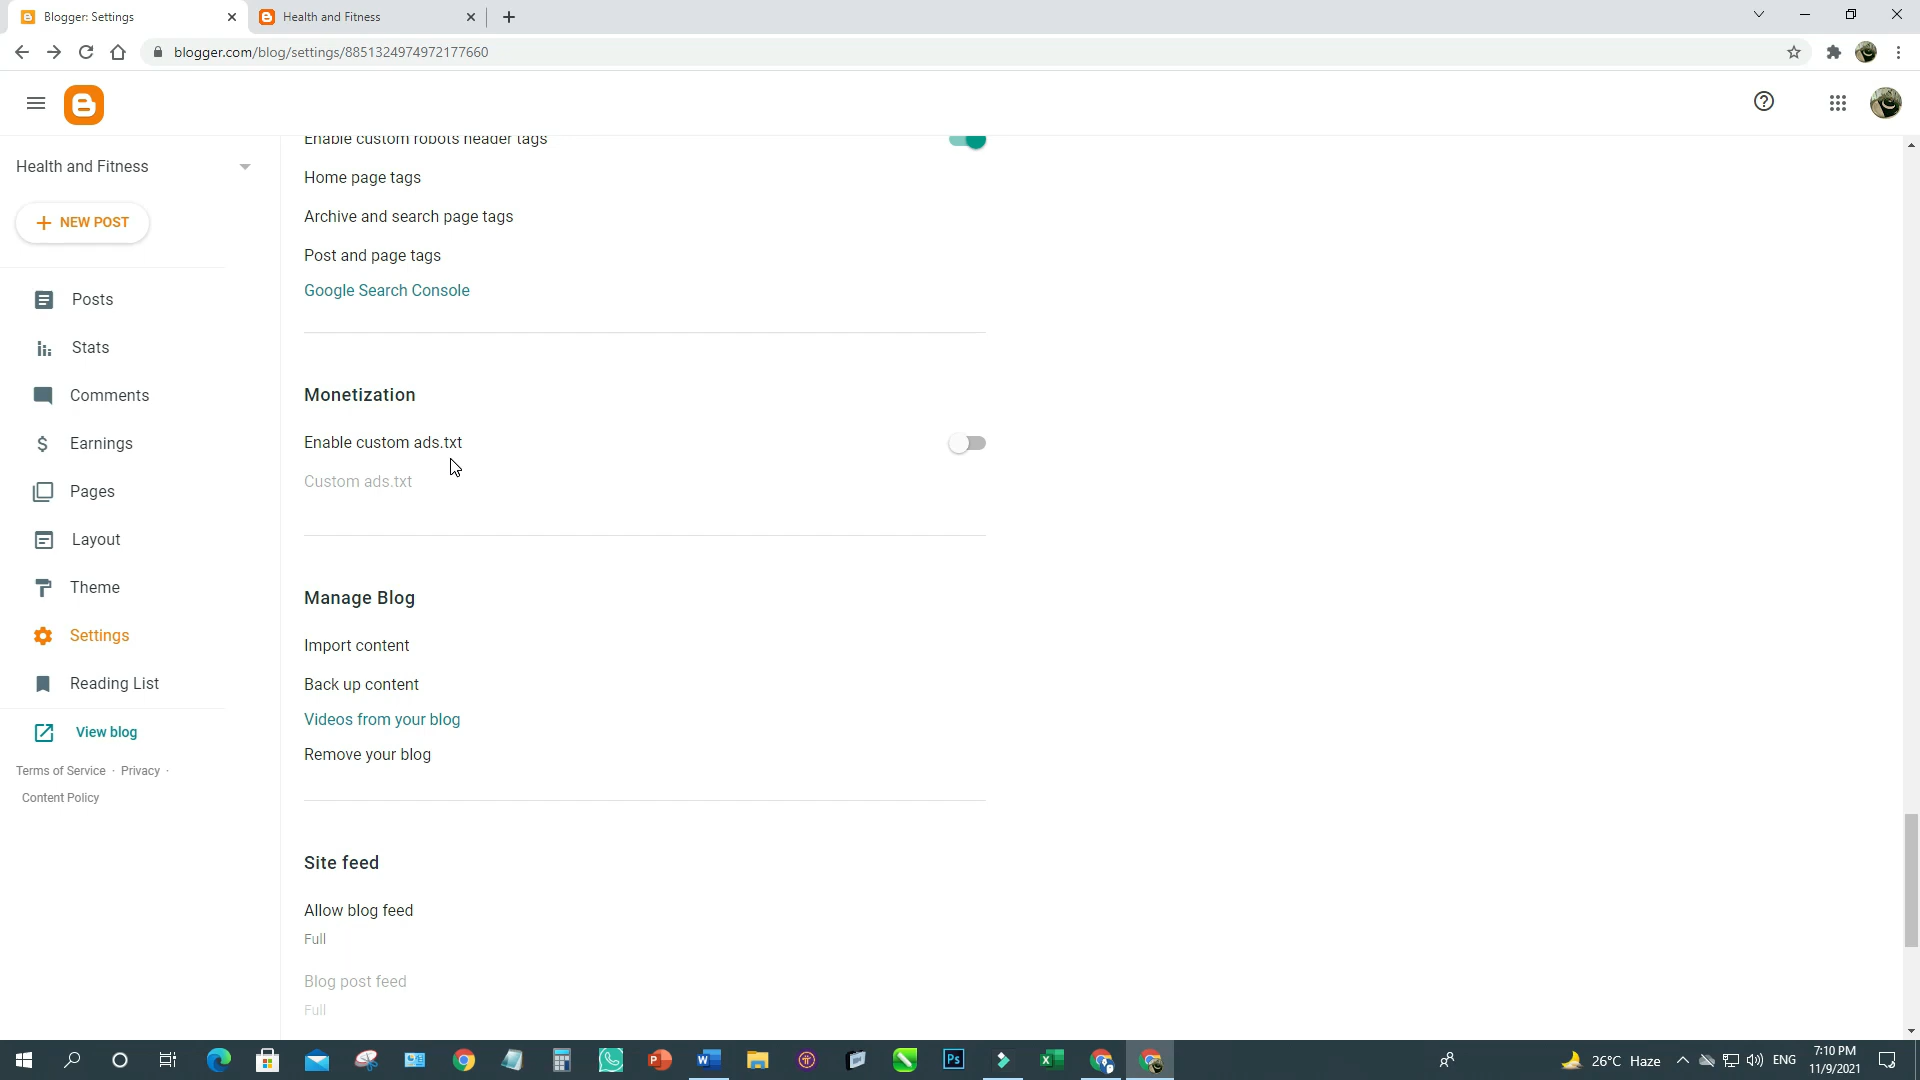 Blogger: Settings
Health and Fitness
blogger.com/blog/settings/8851324974972177660
Health and Fitness
NEW POST
Posts
Stats
Comments
Earnings
Pages
Layout
Theme
Settings
Reading List
View blog
Terms of Service · Privacy ·
Content Policy
Enable custom robots header tags
Home page tags
Archive and search page tags
Post and page tags
Google Search Console
Monetization
Enable custom ads.txt
Custom ads.txt
Manage Blog
Import content
Back up content
Videos from your blog
Remove your blog
Site feed
Allow blog feed
Full
Blog post feed
Full
Ps
26°C Haze
ENG
7:10 PM
11/9/2021